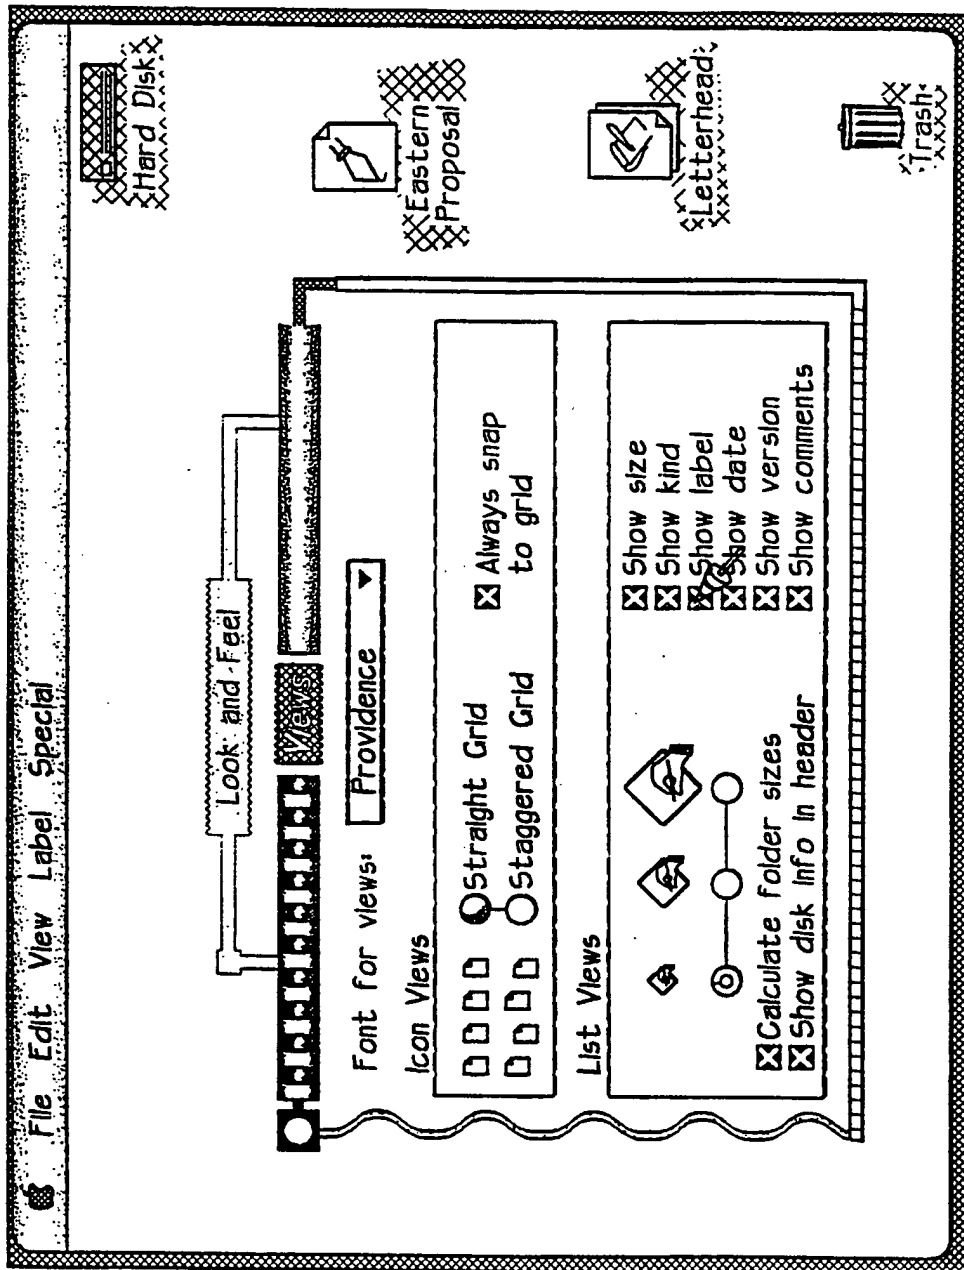 File Edit View Label Special
Hard Disk
Look and Feel
Views
Font for views: Providence
Eastern
Proposal
Icon Views
Straight Grid
Staggered Grid
Always snap
to grid
Letterhead
List Views
Show size
Show kind
Show label
Show date
Show version
Show comments
Calculate folder sizes
Show disk info in header
Trash